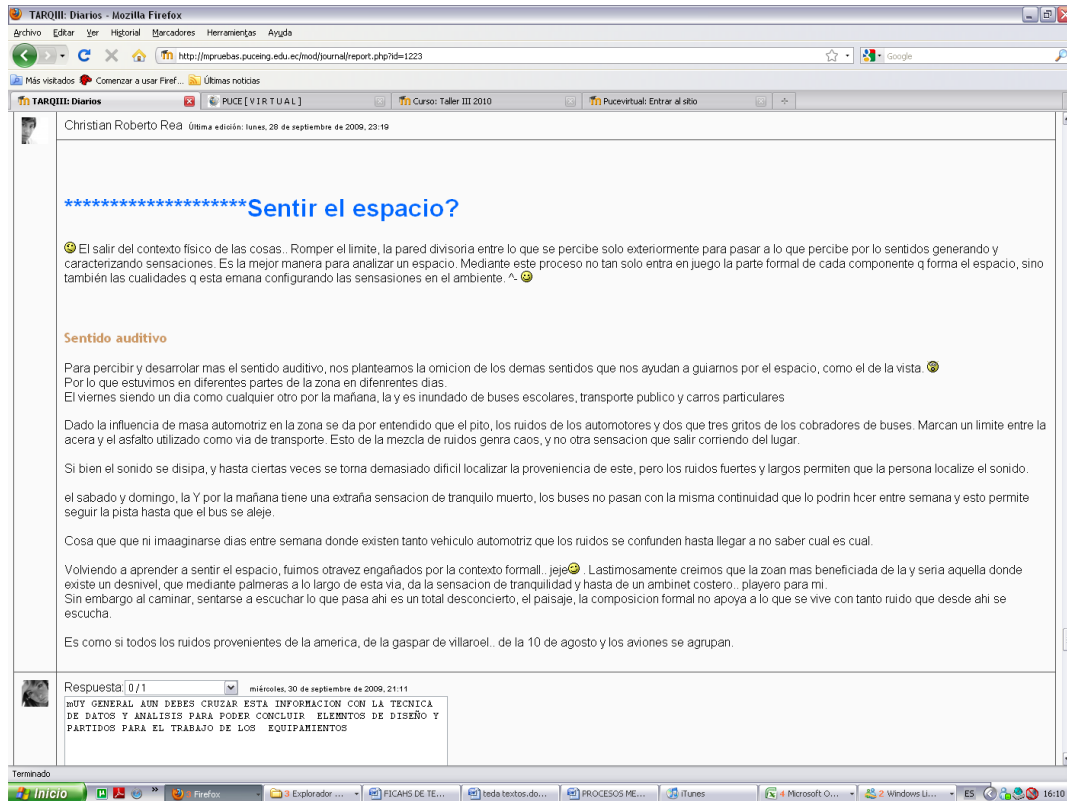 TARQIII: Diarios - Mozilla Firefox
Archivo Editar Ver Historial Marcadores Herramientas Ayuda
http://mpruebas.puceing.edu.ec/mod/journal/report.php?id=1223
Google
Más visitados Comenzar a usar Firef... Últimas noticias
TARQIII: Diarios
PUCE [ V I R T U A L ]
Curso: Taller III 2010
Pucevirtual: Entrar al sitio
Christian Roberto Rea Última edición: lunes, 28 de septiembre de 2009, 23:19
********************Sentir el espacio?
El salir del contexto físico de las cosas.. Romper el limite, la pared divisoria entre lo que se percibe solo exteriormente para pasar a lo que percibe por lo sentidos generando y
caracterizando sensaciones. Es la mejor manera para analizar un espacio. Mediante este proceso no tan solo entra en juego la parte formal de cada componente q forma el espacio, sino
también las cualidades q esta emana configurando las sensasiones en el ambiente. ^-
Sentido auditivo
Para percibir y desarrolar mas el sentido auditivo, nos planteamos la omicion de los demas sentidos que nos ayudan a guiarnos por el espacio, como el de la vista.
Por lo que estuvimos en diferentes partes de la zona en difenrentes dias.
El viernes siendo un dia como cualquier otro por la mañana, la y es inundado de buses escolares, transporte publico y carros particulares
Dado la influencia de masa automotriz en la zona se da por entendido que el pito, los ruidos de los automotores y dos que tres gritos de los cobradores de buses. Marcan un limite entre la
acera y el asfalto utilizado como via de transporte. Esto de la mezcla de ruidos genra caos, y no otra sensacion que salir corriendo del lugar.
Si bien el sonido se disipa, y hasta ciertas veces se torna demasiado dificil localizar la proveniencia de este, pero los ruidos fuertes y largos permiten que la persona localize el sonido.
el sabado y domingo, la Y por la mañana tiene una extraña sensacion de tranquilo muerto, los buses no pasan con la misma continuidad que lo podrin hcer entre semana y esto permite
seguir la pista hasta que el bus se aleje.
Cosa que que ni imaaginarse dias entre semana donde existen tanto vehiculo automotriz que los ruidos se confunden hasta llegar a no saber cual es cual.
Volviendo a aprender a sentir el espacio, fuimos otravez engañados por la contexto formall.. jeje . Lastimosamente creimos que la zoan mas beneficiada de la y seria aquella donde
existe un desnivel, que mediante palmeras a lo largo de esta via, da la sensacion de tranquilidad y hasta de un ambinet costero.. playero para mi.
Sin embargo al caminar, sentarse a escuchar lo que pasa ahi es un total desconcierto, el paisaje, la composicion formal no apoya a lo que se vive con tanto ruido que desde ahi se
escucha.
Es como si todos los ruidos provenientes de la america, de la gaspar de villaroel.. de la 10 de agosto y los aviones se agrupan.
Respuesta: 0 / 1 miércoles, 30 de septiembre de 2009, 21:11
mUY GENERAL AUN DEBES CRUZAR ESTA INFORMACION CON LA TECNICA
DE DATOS Y ANALISIS PARA PODER CONCLUIR ELEMNTOS DE DISEÑO Y
PARTIDOS PARA EL TRABAJO DE LOS EQUIPAMIENTOS
Terminado
Inicio
3 Firefox
3 Explorador ...
FICAHS DE TE...
teda textos.do...
PROCESOS ME...
iTunes
4 Microsoft O...
2 Windows Li...
ES
16:10